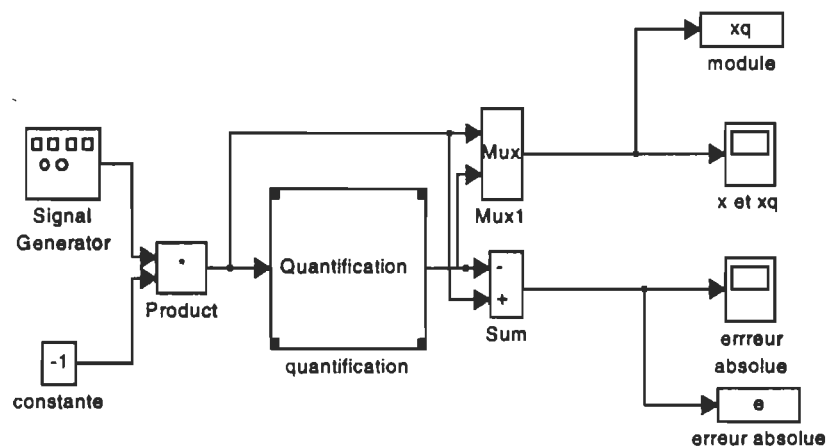 xq
module
Mux
Mux1
x et xq
Signal
Generator
*
Product
Quantification
quantification
-
+
Sum
errreur
absolue
-1
constante
e
erreur absolue